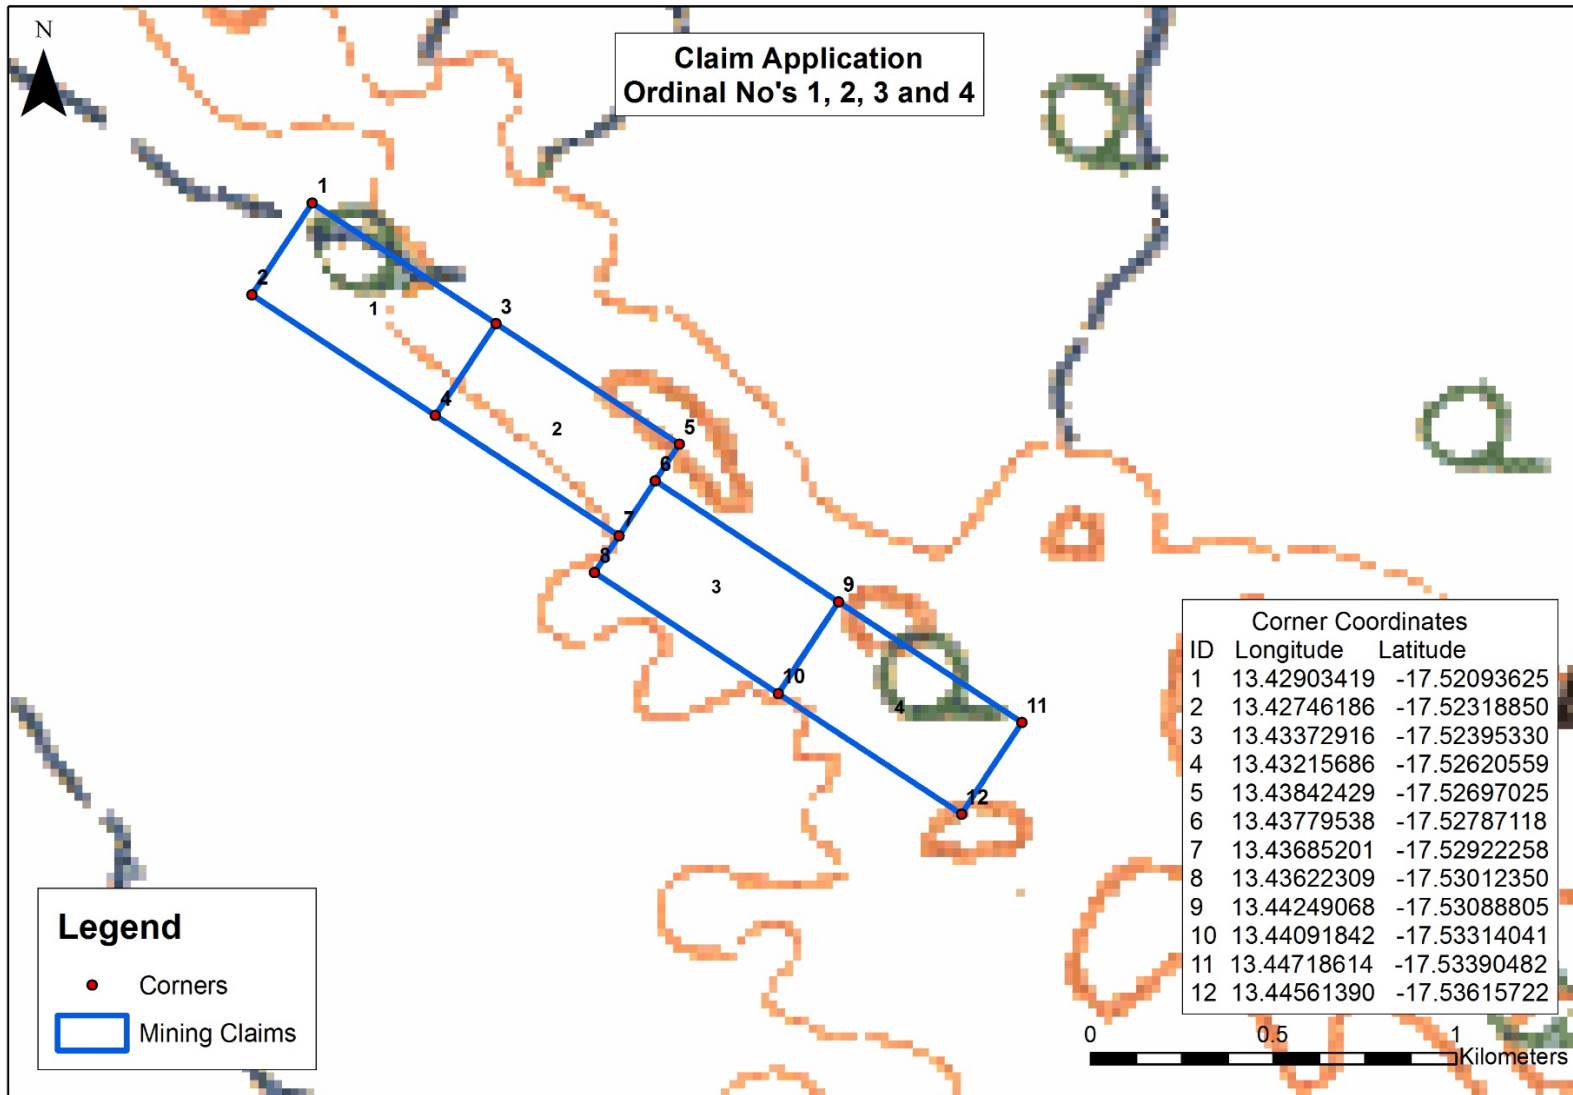 N
Claim Application
Ordinal No's 1, 2, 3 and 4
1
2
1
3
4
2
5
6
7
8
3
9
10
4
11
12
Corner Coordinates
ID Longitude Latitude
1 13.42903419 -17.52093625
2 13.42746186 -17.52318850
3 13.43372916 -17.52395330
4 13.43215686 -17.52620559
5 13.43842429 -17.52697025
6 13.43779538 -17.52787118
7 13.43685201 -17.52922258
8 13.43622309 -17.53012350
9 13.44249068 -17.53088805
10 13.44091842 -17.53314041
11 13.44718614 -17.53390482
12 13.44561390 -17.53615722
Legend
Corners
Mining Claims
0 0.5 1
Kilometers